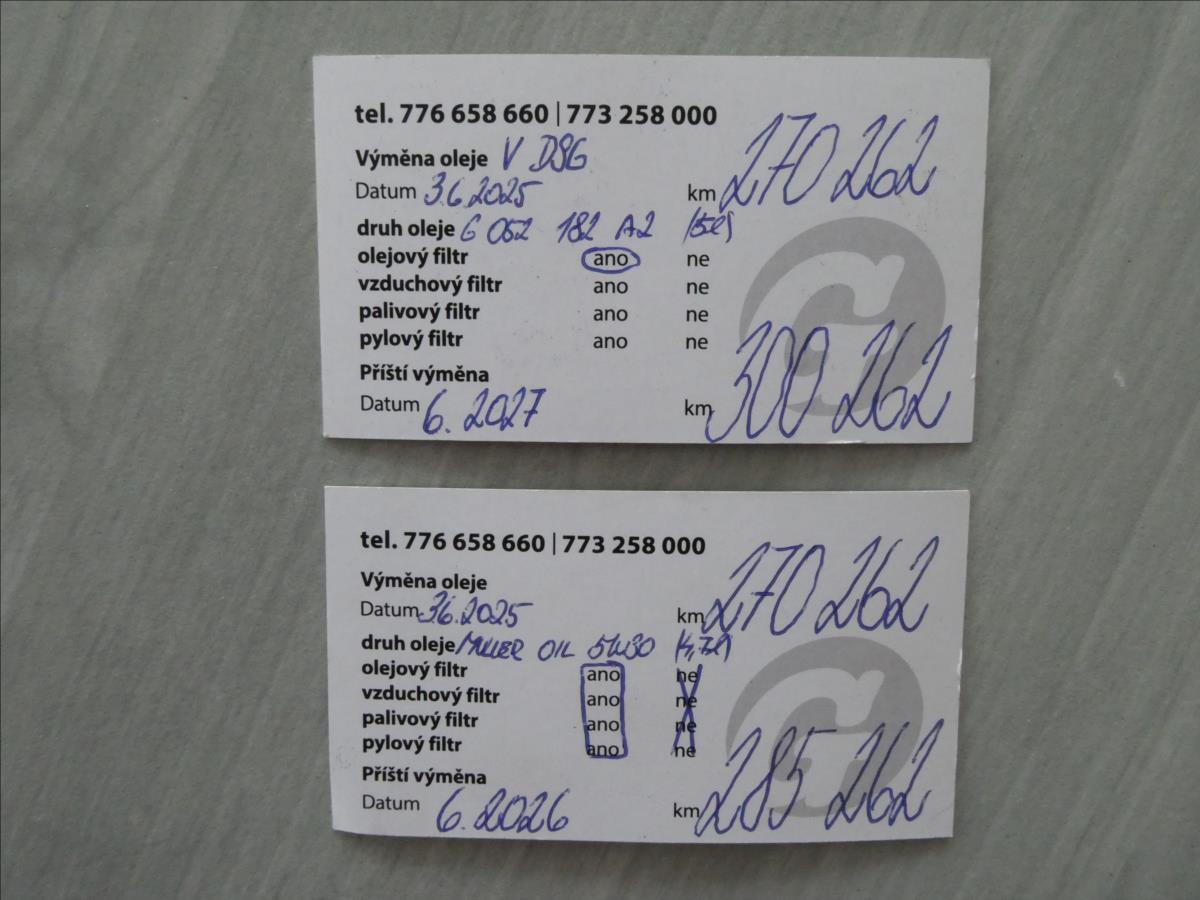 tel. 776 658 660 | 773 258 000
Výměna oleje V DSG
Datum 3.6.2025 km 270 262
druh oleje G 052 182 A2 (5l)
olejový filtr ano ne
vzduchový filtr ano ne
palivový filtr ano ne
pylový filtr ano ne
Příští výměna
Datum 6. 2027 km 300 262
tel. 776 658 660 | 773 258 000
Výměna oleje
Datum 3.6.2025 km 270 262
druh oleje OIL 5W30 (4,7l)
olejový filtr ano ne
vzduchový filtr ano ne
palivový filtr ano ne
pylový filtr ano ne
Příští výměna
Datum 6.2026 km 285 262